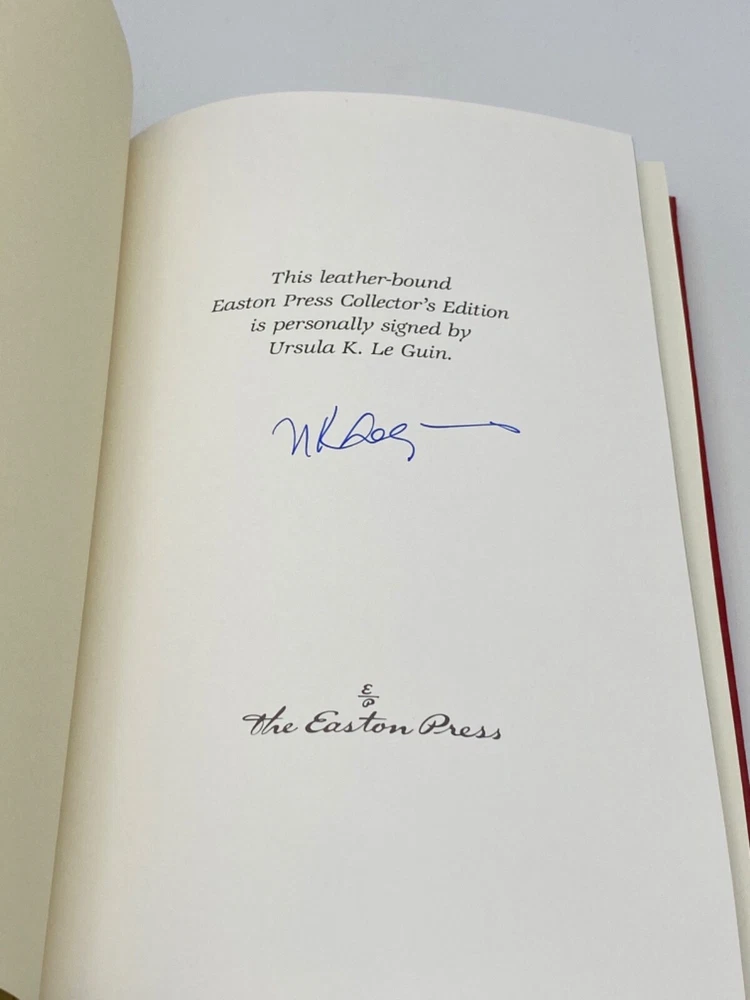 This leather-bound
Easton Press Collector's Edition
is personally signed by
Ursula K. Le Guin.
E
P
The Easton Press